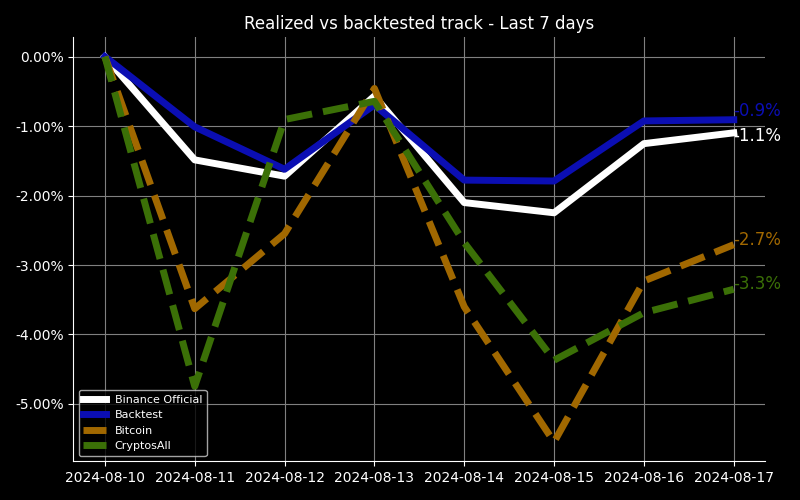 Realized vs backtested track - Last 7 days
0.00%
-1.00%
-2.00%
-3.00%
-4.00%
-5.00%
-0.9%
-1.1%
-2.7%
-3.3%
Binance Official
Backtest
Bitcoin
CryptosAll
2024-08-10 2024-08-11 2024-08-12 2024-08-13 2024-08-14 2024-08-15 2024-08-16 2024-08-17